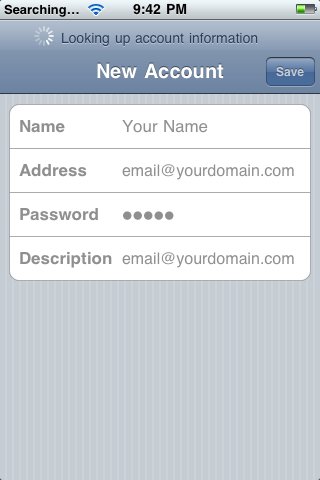 Searching... 9:42 PM
Looking up account information
New Account Save
Name Your Name
Address email@yourdomain.com
Password ●●●●●
Description email@yourdomain.com